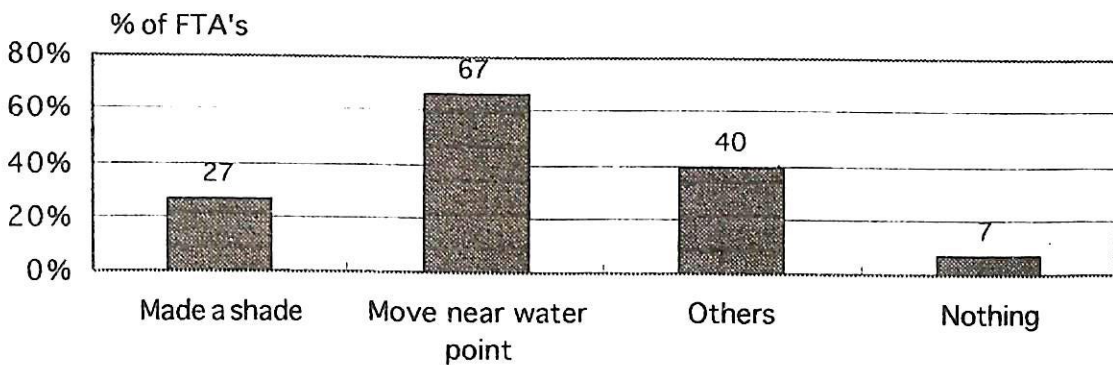 % of FTA's
80%
67
60%
40
40%
27
20%
7
0%
Made a shade
Move near water
point
Others
Nothing